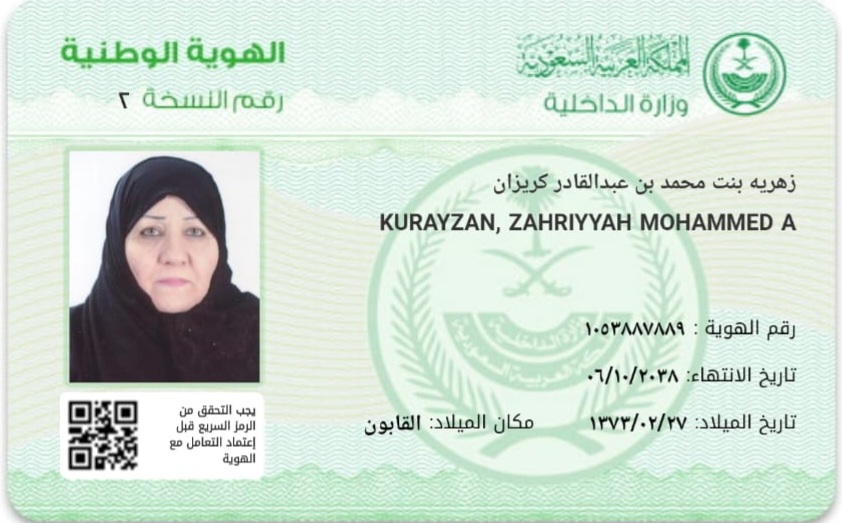 المملكة العربية السعودية
وزارة الداخلية
الهوية الوطنية
رقم النسخة ٢
زهريه بنت محمد بن عبدالقادر كريزان
KURAYZAN, ZAHRIYYAH MOHAMMED A
رقم الهوية : ١٠٥٣٨٨٧٨٨٩
تاريخ الانتهاء: ٠٦/١٠/٢٠٣٨
تاريخ الميلاد: ١٣٧٣/٠٢/٢٧ مكان الميلاد: القابون
يجب التحقق من
الرمز السريع قبل
إعتماد التعامل مع
الهوية